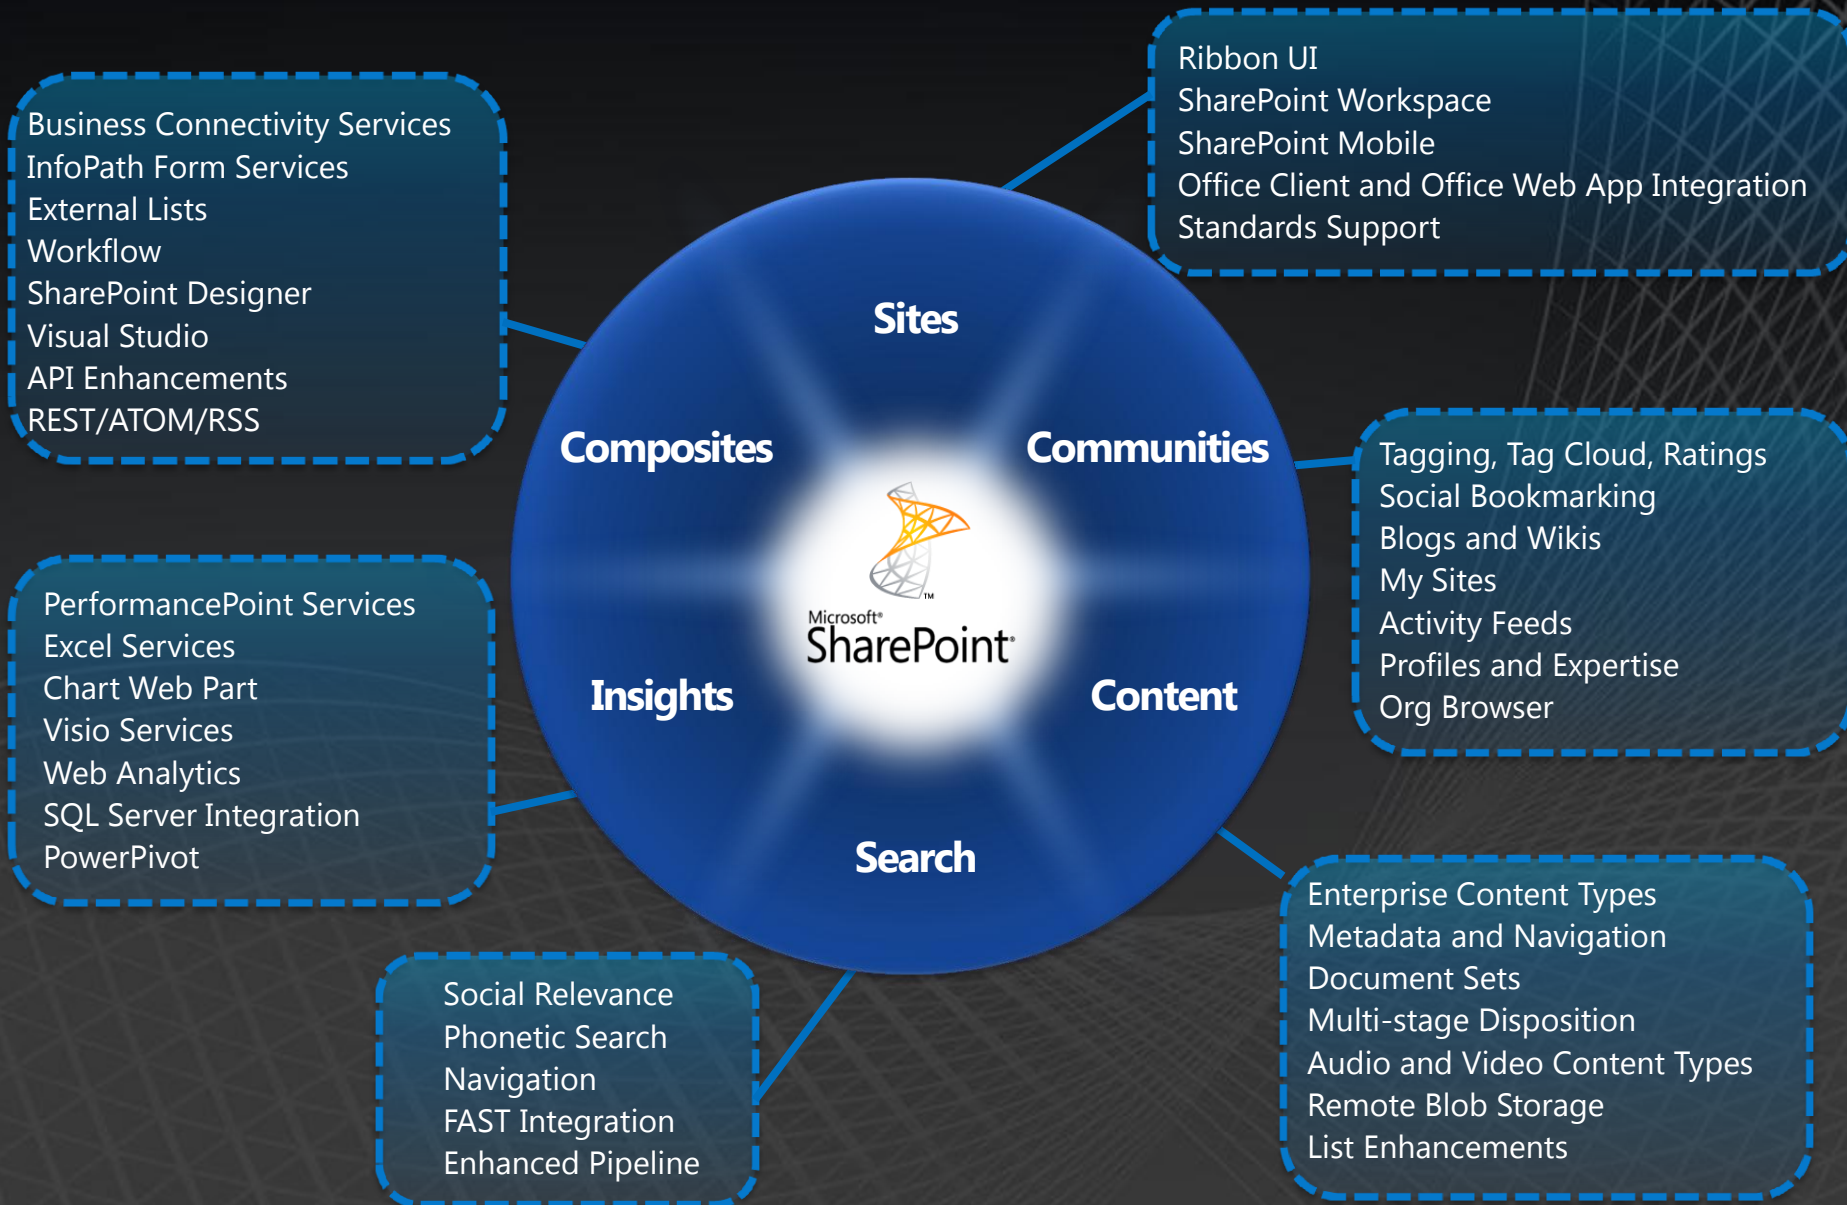 Business Connectivity Services
InfoPath Form Services
External Lists
Workflow
SharePoint Designer
Visual Studio
API Enhancements
REST/ATOM/RSS
Ribbon UI
SharePoint Workspace
SharePoint Mobile
Office Client and Office Web App Integration
Standards Support
Sites
Composites
Communities
Microsoft®
SharePoint®
™
Insights
Content
Search
Tagging, Tag Cloud, Ratings
Social Bookmarking
Blogs and Wikis
My Sites
Activity Feeds
Profiles and Expertise
Org Browser
PerformancePoint Services
Excel Services
Chart Web Part
Visio Services
Web Analytics
SQL Server Integration
PowerPivot
Social Relevance
Phonetic Search
Navigation
FAST Integration
Enhanced Pipeline
Enterprise Content Types
Metadata and Navigation
Document Sets
Multi-stage Disposition
Audio and Video Content Types
Remote Blob Storage
List Enhancements